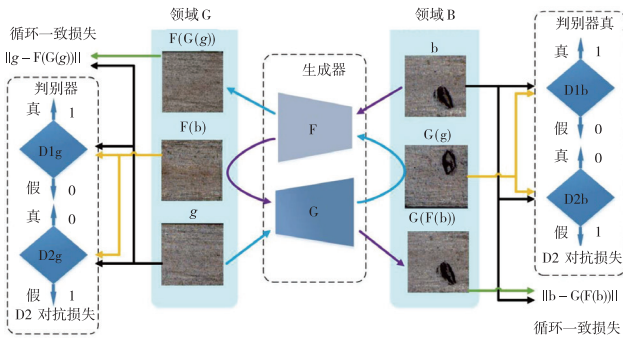 循环一致损失
||g−F(G(g))||
判别器
真 1
D1g
假 0
真 0
D2g
假 1
D2 对抗损失
领域 G
F(G(g))
F(b)
g
生成器
F
G
领域 B
b
G(g)
G(F(b))
判别器真
真 1
D1b
假 0
真 0
D2b
假 1
D2 对抗损失
||b−G(F(b))||
循环一致损失